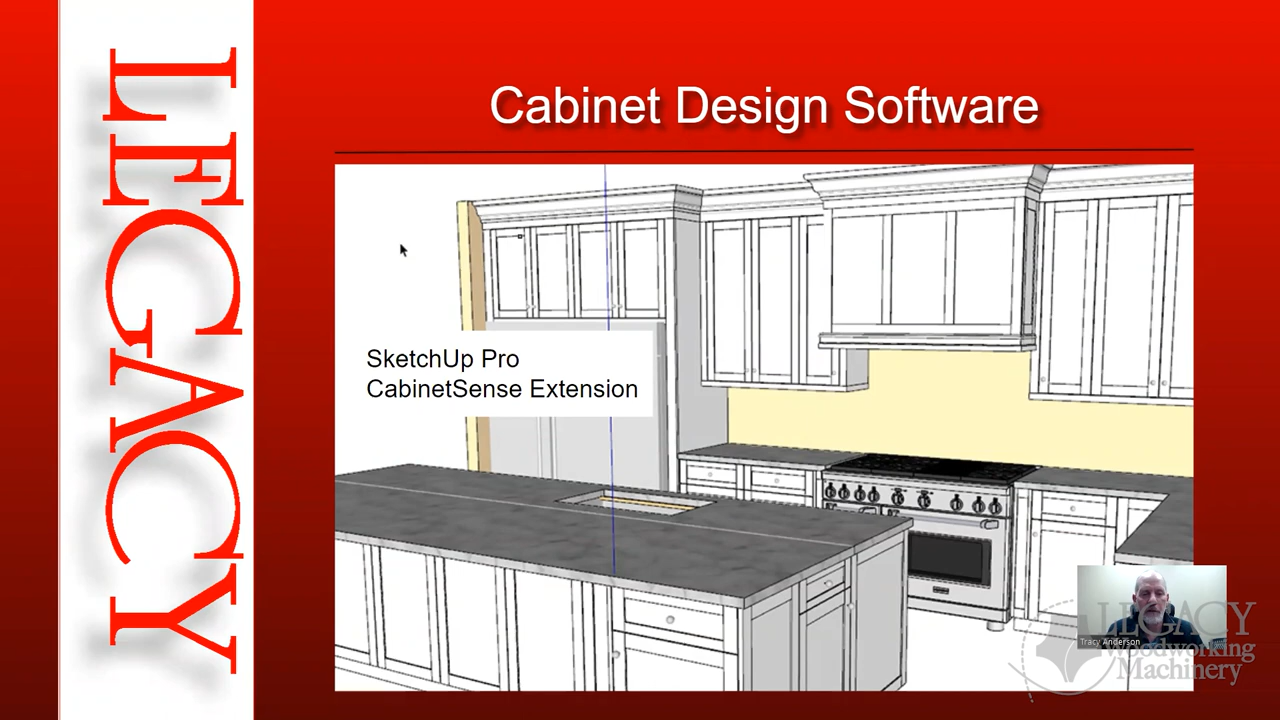 LEGACY
Cabinet Design Software
SketchUp Pro
CabinetSense Extension
Tracy Anderson
LEGACY
Woodworking
Machinery